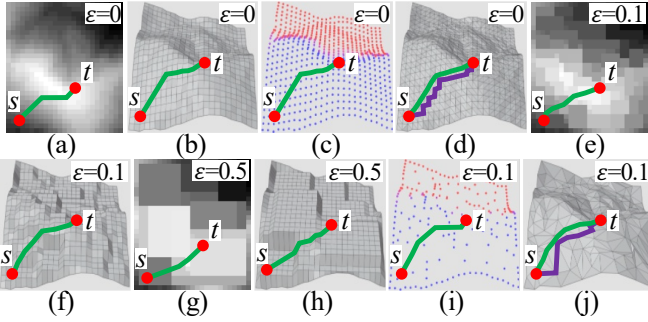 ε=0 ε=0 ε=0 ε=0 ε=0.1
s t s t s t s t s t
(a) (b) (c) (d) (e)
ε=0.1 ε=0.5 ε=0.5 ε=0.1 ε=0.1
s t s t s t s t s t
(f) (g) (h) (i) (j)